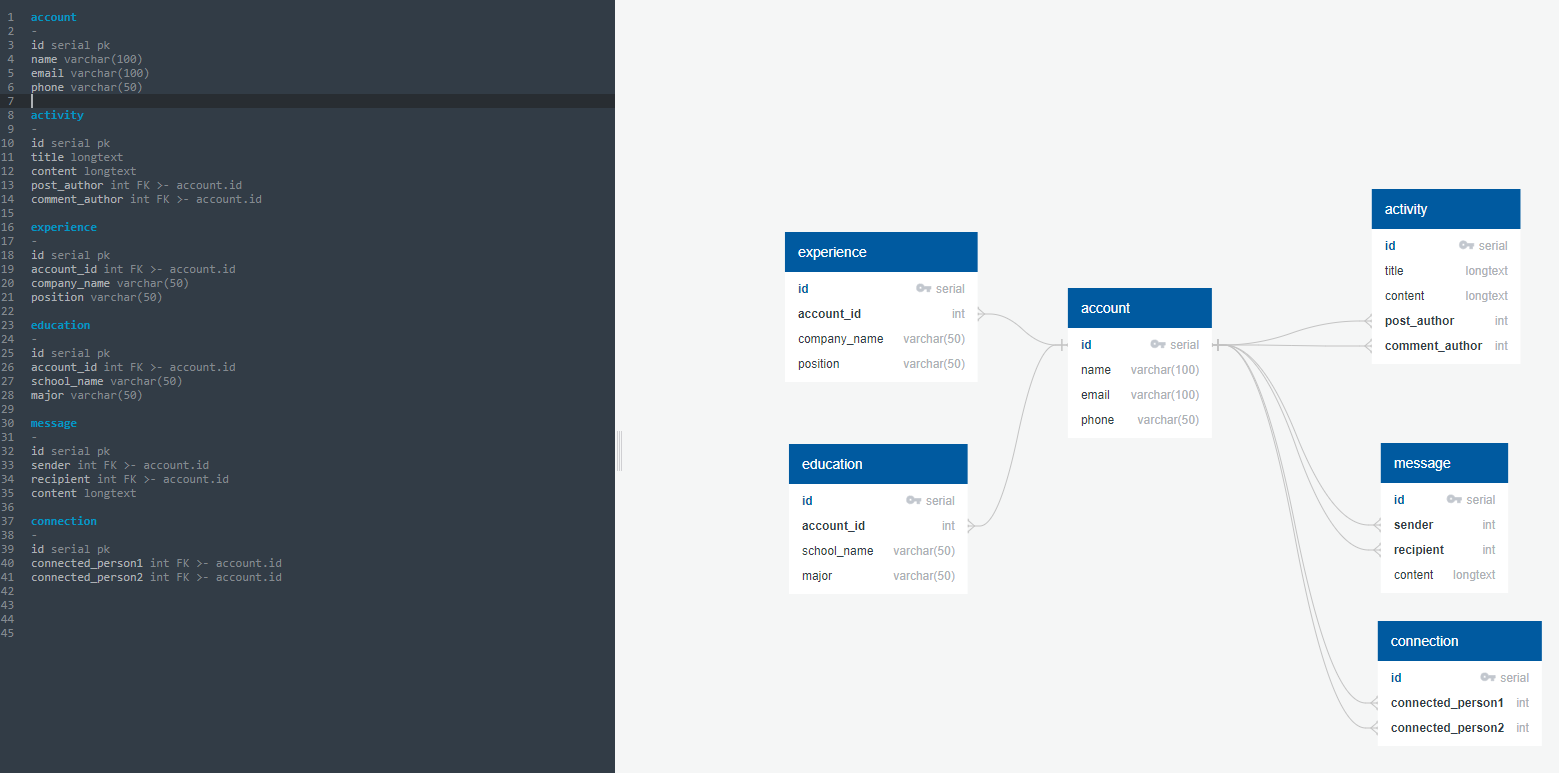 1 account
2 -
3 id serial pk
4 name varchar(100)
5 email varchar(100)
6 phone varchar(50)
7
8 activity
9 -
10 id serial pk
11 title longtext
12 content longtext
13 post_author int FK >- account.id
14 comment_author int FK >- account.id
15
16 experience
17 -
18 id serial pk
19 account_id int FK >- account.id
20 company_name varchar(50)
21 position varchar(50)
22
23 education
24 -
25 id serial pk
26 account_id int FK >- account.id
27 school_name varchar(50)
28 major varchar(50)
29
30 message
31 -
32 id serial pk
33 sender int FK >- account.id
34 recipient int FK >- account.id
35 content longtext
36
37 connection
38 -
39 id serial pk
40 connected_person1 int FK >- account.id
41 connected_person2 int FK >- account.id
42
43
44
45
experience
id serial
account_id int
company_name varchar(50)
position varchar(50)
education
id serial
account_id int
school_name varchar(50)
major varchar(50)
account
id serial
name varchar(100)
email varchar(100)
phone varchar(50)
activity
id serial
title longtext
content longtext
post_author int
comment_author int
message
id serial
sender int
recipient int
content longtext
connection
id serial
connected_person1 int
connected_person2 int